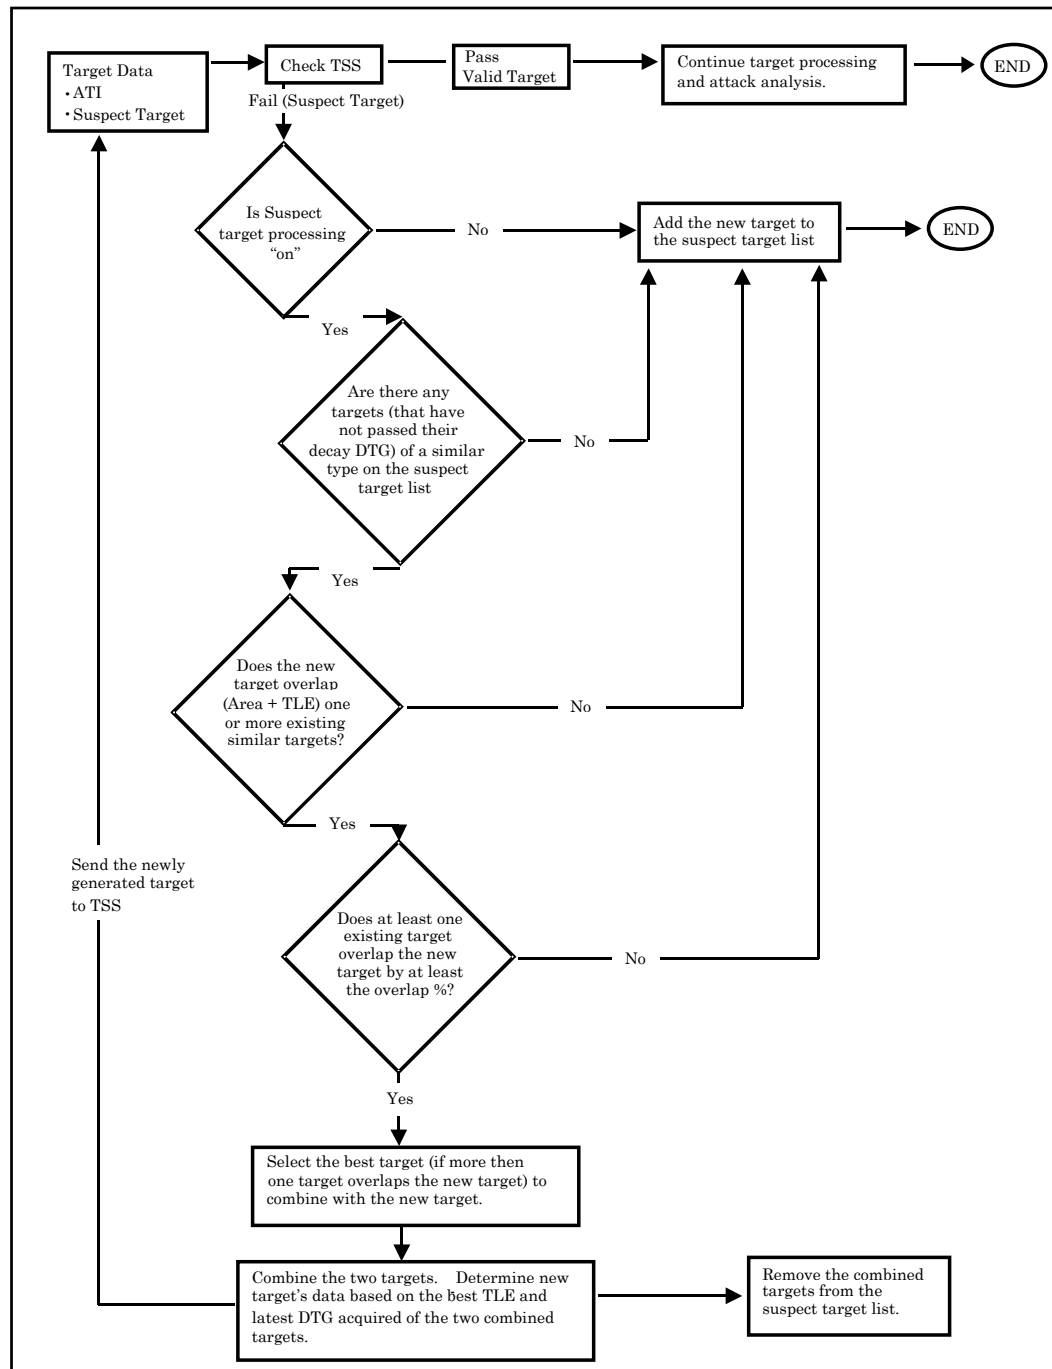 Target Data
• ATI
• Suspect Target
Check TSS
Pass
Valid Target
Continue target processing
and attack analysis.
END
Fail (Suspect Target)
Is Suspect
target processing
“on”
No
Add the new target to
the suspect target list
END
Yes
Are there any
targets (that have
not passed their
decay DTG) of a similar
type on the suspect
target list
No
Yes
Does the new
target overlap
(Area + TLE) one
or more existing
similar targets?
No
Yes
Send the newly
generated target
to TSS
Does at least one
existing target
overlap the new
target by at least
the overlap %?
No
Yes
Select the best target (if more then
one target overlaps the new target) to
combine with the new target.
Combine the two targets. Determine new
target's data based on the best TLE and
latest DTG acquired of the two combined
targets.
Remove the combined
targets from the
suspect target list.